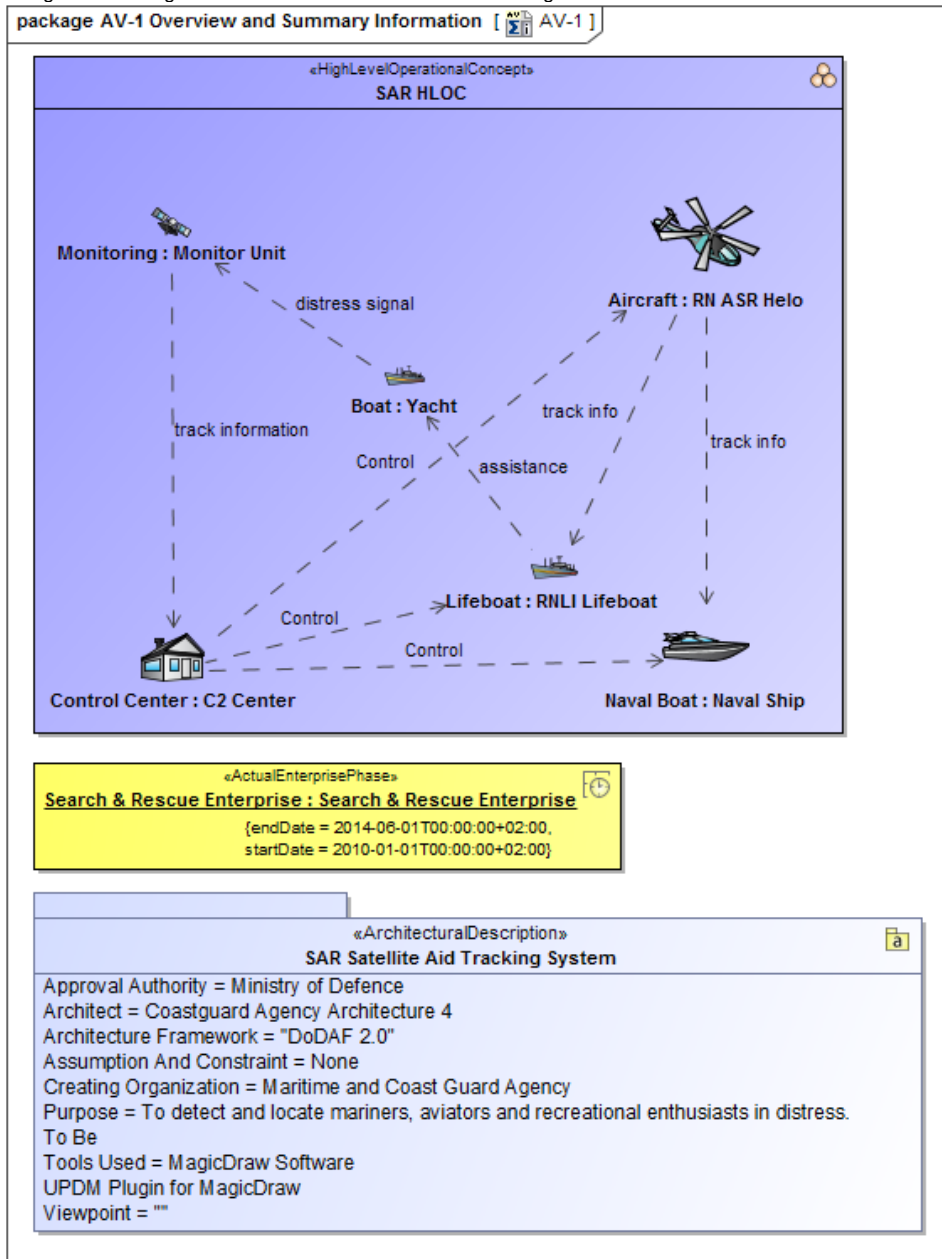 package AV-1 Overview and Summary Information [ AV-1 ]
«HighLevelOperationalConcept»
SAR HLOC
Monitoring : Monitor Unit
distress signal
Aircraft : RN ASR Helo
Boat : Yacht
track info
track information
track info
Control
assistance
Lifeboat : RNLI Lifeboat
Control
Control
Control Center : C2 Center
Naval Boat : Naval Ship
«ActualEnterprisePhase»
Search & Rescue Enterprise : Search & Rescue Enterprise
{endDate = 2014-06-01T00:00:00+02:00,
startDate = 2010-01-01T00:00:00+02:00}
«ArchitecturalDescription»
a
SAR Satellite Aid Tracking System
Approval Authority = Ministry of Defence
Architect = Coastguard Agency Architecture 4
Architecture Framework = "DoDAF 2.0"
Assumption And Constraint = None
Creating Organization = Maritime and Coast Guard Agency
Purpose = To detect and locate mariners, aviators and recreational enthusiasts in distress.
To Be
Tools Used = MagicDraw Software
UPDM Plugin for MagicDraw
Viewpoint = ""